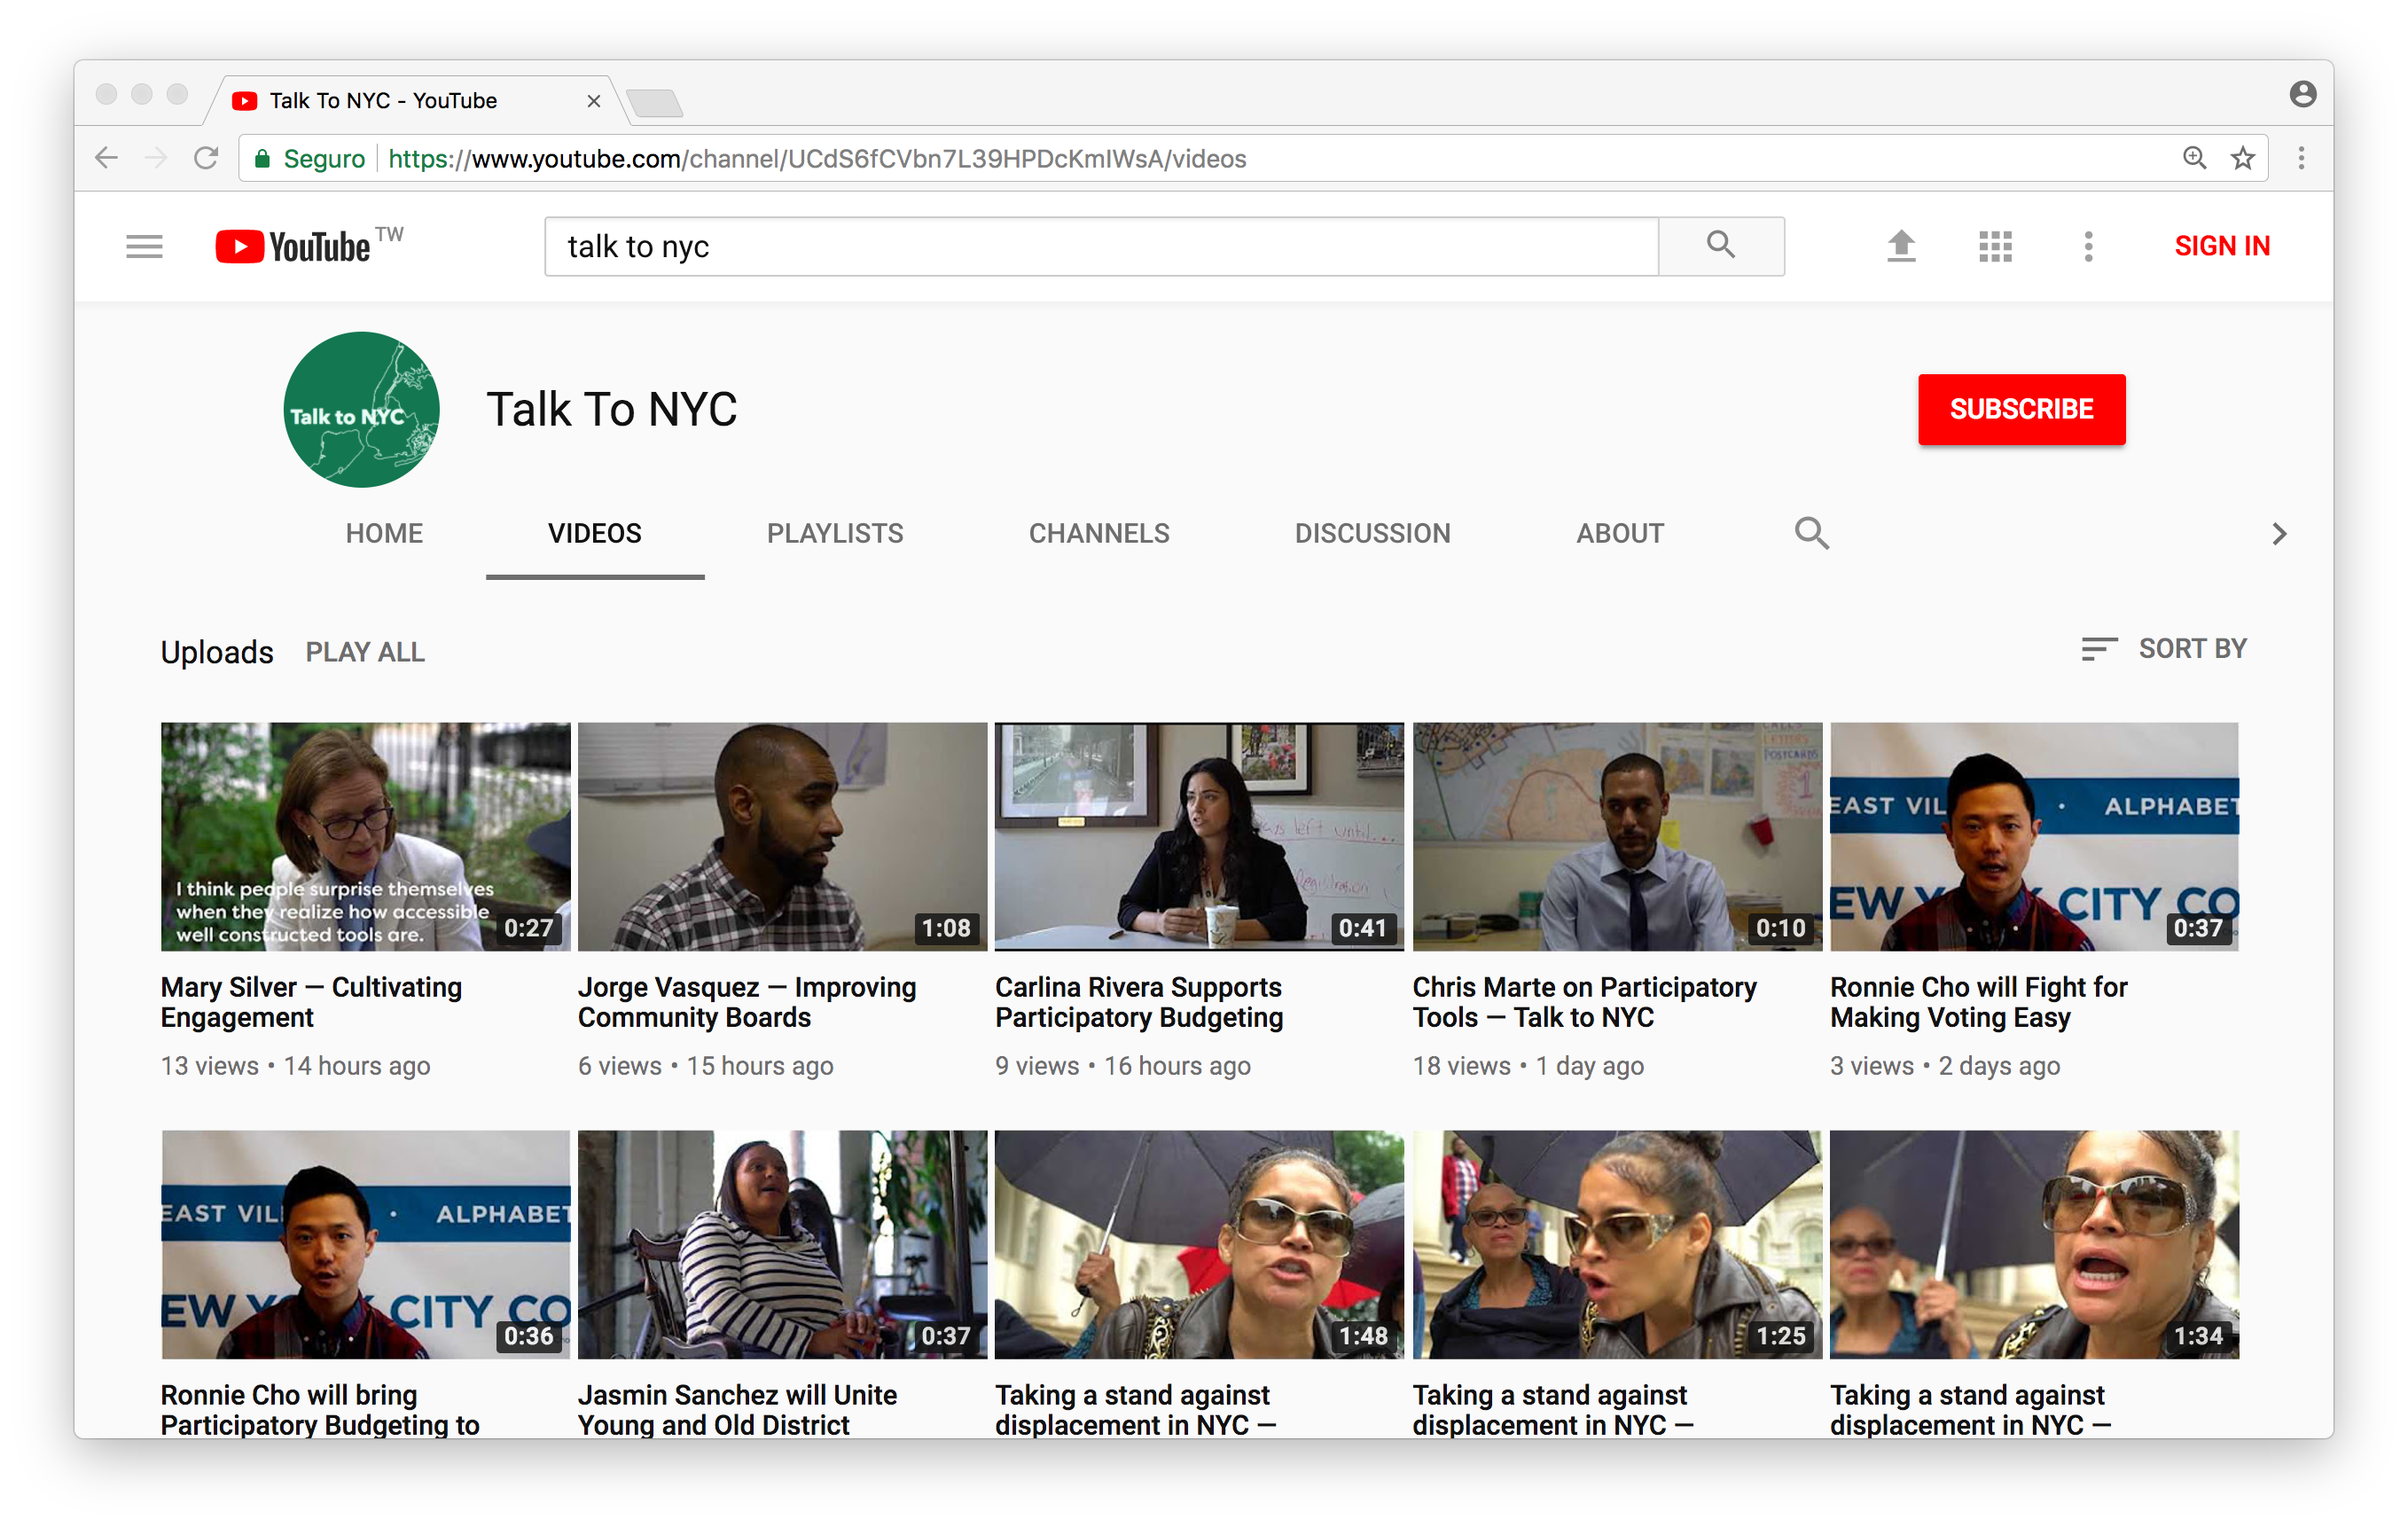 Talk To NYC - YouTube
Seguro https://www.youtube.com/channel/UCdS6fCVbn7L39HPDcKmIWsA/videos
YouTube TW
talk to nyc
SIGN IN
Talk to NYC
Talk To NYC
SUBSCRIBE
HOME VIDEOS PLAYLISTS CHANNELS DISCUSSION ABOUT
Uploads PLAY ALL
SORT BY
I think people surprise themselves
when they realize how accessible
well constructed tools are.
0:27
1:08
left until...
Registration
0:41
LETTERS
POSTCARDS
1
0:10
EAST VIL · ALPHABET
EW YORK CITY CO
0:37
Mary Silver — Cultivating
Engagement
13 views • 14 hours ago
Jorge Vasquez — Improving
Community Boards
6 views • 15 hours ago
Carlina Rivera Supports
Participatory Budgeting
9 views • 16 hours ago
Chris Marte on Participatory
Tools — Talk to NYC
18 views • 1 day ago
Ronnie Cho will Fight for
Making Voting Easy
3 views • 2 days ago
EAST VIL · ALPHABET
EW YORK CITY CO
0:36
0:37
1:48
1:25
1:34
Ronnie Cho will bring
Participatory Budgeting to
Jasmin Sanchez will Unite
Young and Old District
Taking a stand against
displacement in NYC —
Taking a stand against
displacement in NYC —
Taking a stand against
displacement in NYC —